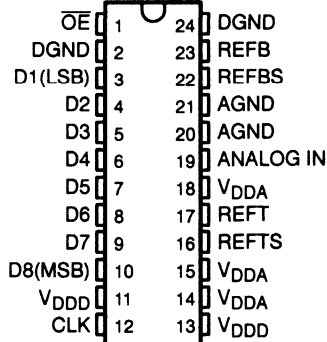 O̅E̅ 1 24 DGND
DGND 2 23 REFB
D1(LSB) 3 22 REFBS
D2 4 21 AGND
D3 5 20 AGND
D4 6 19 ANALOG IN
D5 7 18 VDDA
D6 8 17 REFT
D7 9 16 REFTS
D8(MSB) 10 15 VDDA
VDDD 11 14 VDDA
CLK 12 13 VDDD